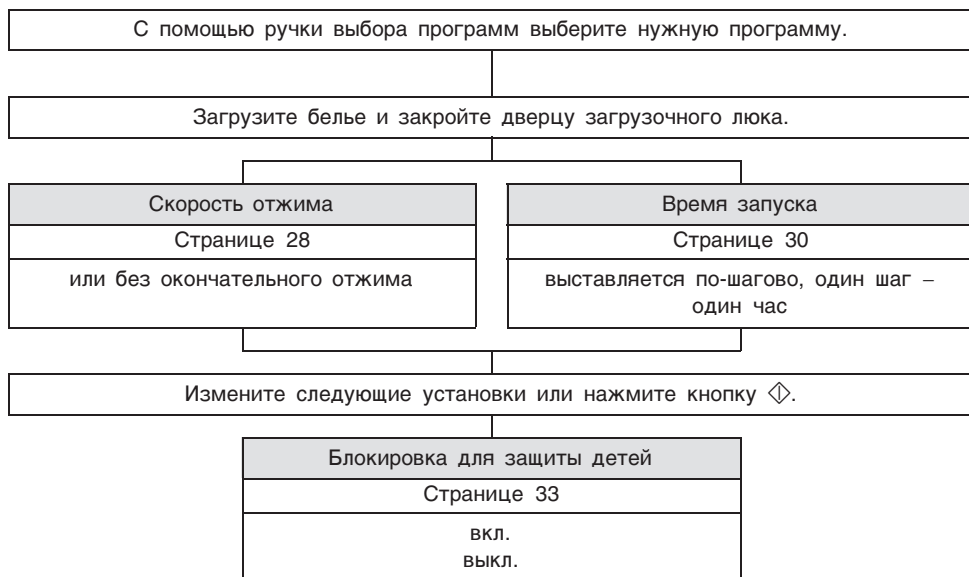 С помощью ручки выбора программ выберите нужную программу.
Загрузите белье и закройте дверцу загрузочного люка.
Скорость отжима
Странице 28
или без окончательного отжима
Время запуска
Странице 30
выставляется по-шагово, один шаг –
один час
Измените следующие установки или нажмите кнопку.
Блокировка для защиты детей
Странице 33
вкл.
выкл.